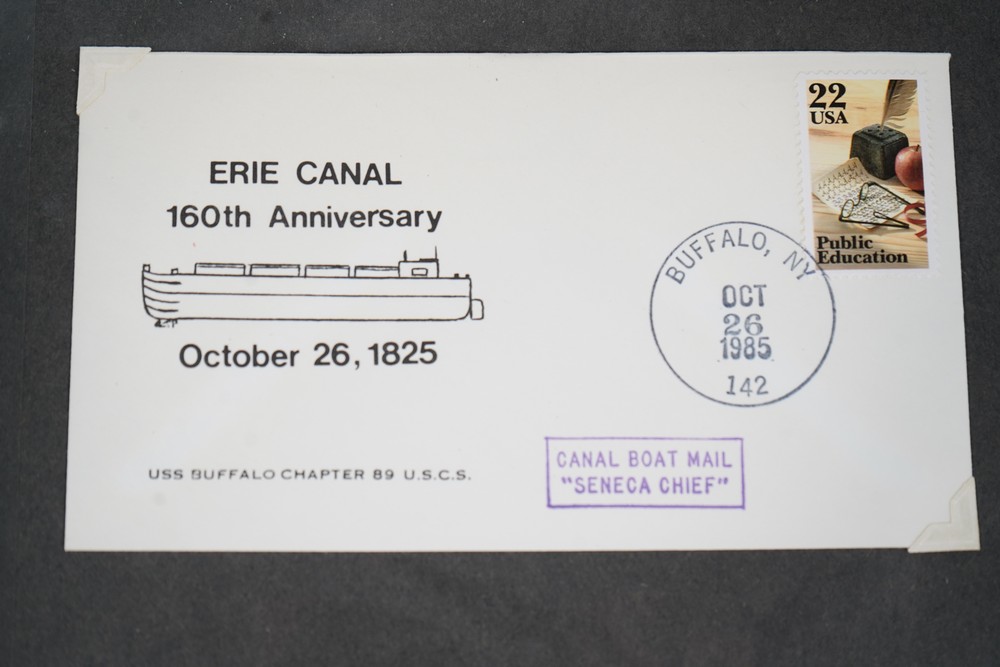 ERIE CANAL
160th Anniversary
October 26, 1825
USS BUFFALO CHAPTER 89 U.S.C.S.
22
USA
Public
Education
BUFFALO, NY
OCT
26
1985
142
CANAL BOAT MAIL
"SENECA CHIEF"